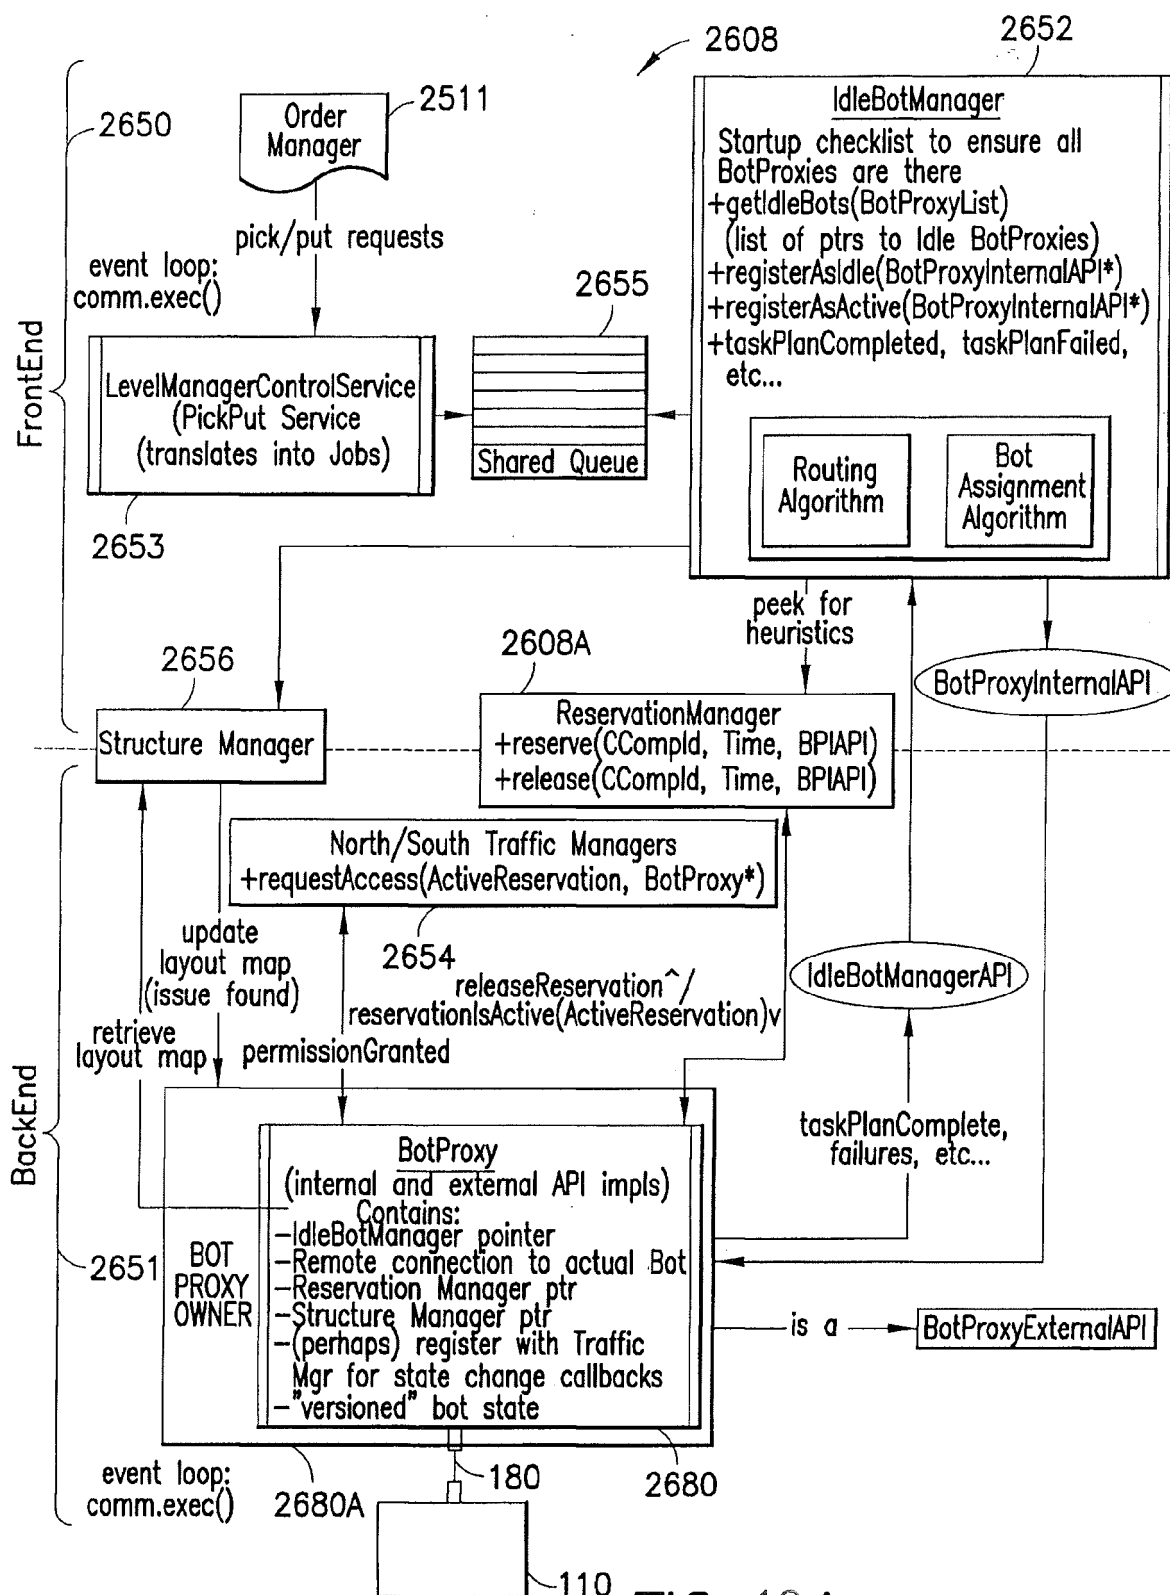 2608
2652
2650
Order
Manager
2511
pick/put requests
event loop:
comm.exec()
FrontEnd
LevelManagerControlService
(PickPut Service
(translates into Jobs)
2653
2655
Shared Queue
IdleBotManager
Startup checklist to ensure all
BotProxies are there
+getIdleBots(BotProxyList)
(list of ptrs to Idle BotProxies)
+registerAsIdle(BotProxyInternalAPI*)
+registerAsActive(BotProxyInternalAPI*)
+taskPlanCompleted, taskPlanFailed,
etc...
Routing
Algorithm
Bot
Assignment
Algorithm
peek for
heuristics
2656
2608A
BotProxyInternalAPI
Structure Manager
ReservationManager
+reserve(CCompId, Time, BPIAPI)
+release(CCompId, Time, BPIAPI)
North/South Traffic Managers
+requestAccess(ActiveReservation, BotProxy*)
2654
update
layout map
(issue found)
retrieve
layout map
releaseReservation^/
reservationIsActive(ActiveReservation)v
permissionGranted
IdleBotManagerAPI
taskPlanComplete,
failures, etc...
BackEnd
2651
BOT
PROXY
OWNER
BotProxy
(internal and external API impls)
Contains:
-IdleBotManager pointer
-Remote connection to actual Bot
-Reservation Manager ptr
-Structure Manager ptr
-(perhaps) register with Traffic
Mgr for state change callbacks
-"versioned" bot state
is a
BotProxyExternalAPI
event loop:
comm.exec()
2680A
180
2680
110